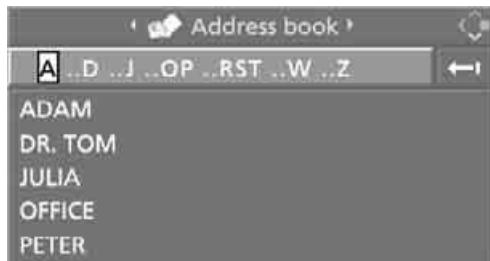 Address book
A ..D ..J ..OP ..RST ..W ..Z
ADAM
DR. TOM
JULIA
OFFICE
PETER